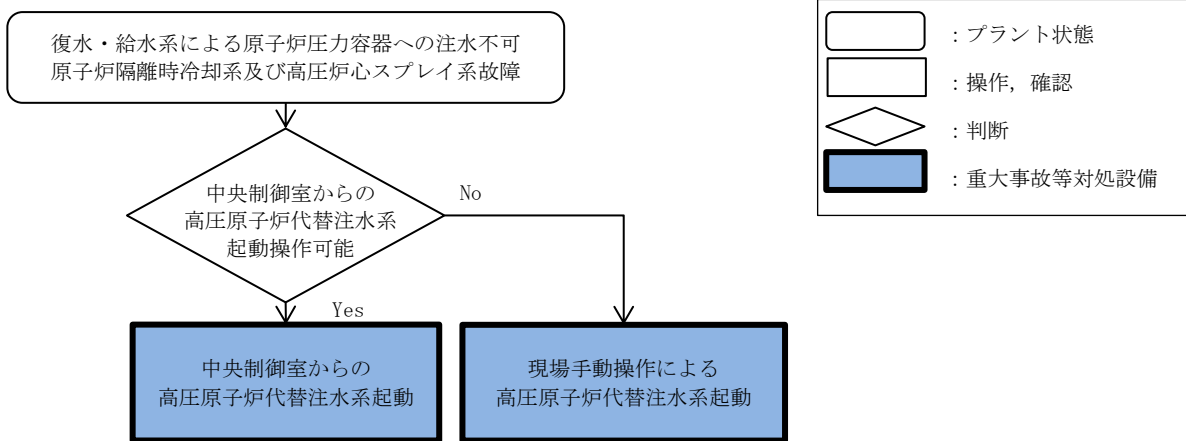 復水・給水系による原子炉圧力容器への注水不可
原子炉隔離時冷却系及び高圧炉心スプレイ系故障
中央制御室からの
高圧原子炉代替注水系
起動操作可能
No
Yes
中央制御室からの
高圧原子炉代替注水系起動
現場手動操作による
高圧原子炉代替注水系起動
：プラント状態
：操作，確認
：判断
：重大事故等対処設備